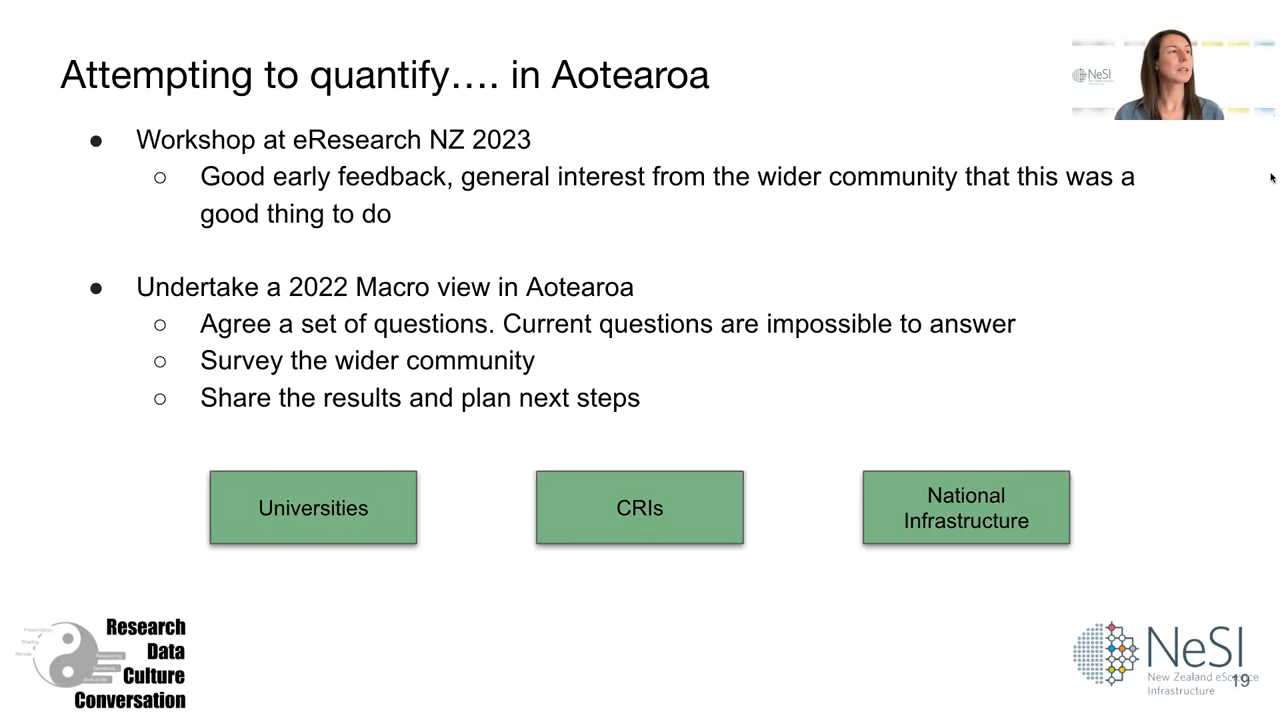 Attempting to quantify.... in Aotearoa
NeSI
● Workshop at eResearch NZ 2023
○ Good early feedback, general interest from the wider community that this was a
good thing to do
● Undertake a 2022 Macro view in Aotearoa
○ Agree a set of questions. Current questions are impossible to answer
○ Survey the wider community
○ Share the results and plan next steps
Universities
CRIs
National
Infrastructure
Research
Data
Culture
Conversation
NeSI
New Zealand eScience
Infrastructure
19